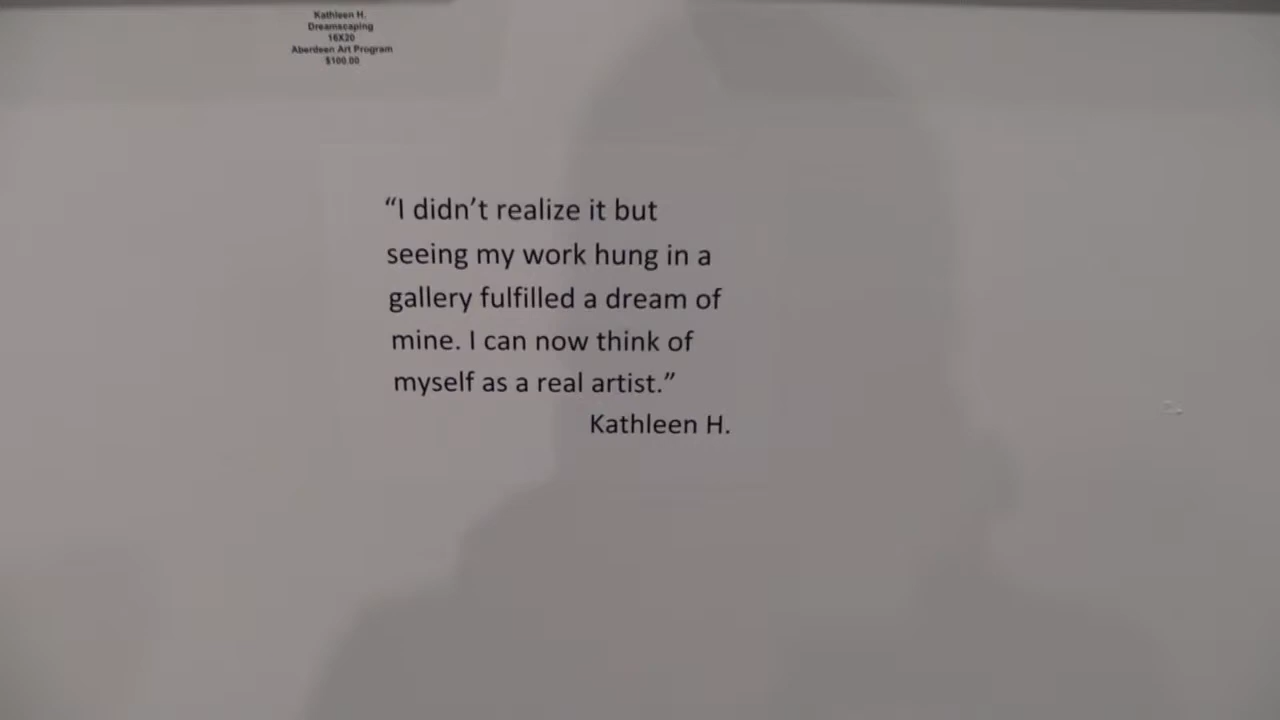 Kathleen H.
Dreamscaping
16X20
Aberdeen Art Program
$100.00
“I didn’t realize it but
seeing my work hung in a
gallery fulfilled a dream of
mine. I can now think of
myself as a real artist.”
Kathleen H.